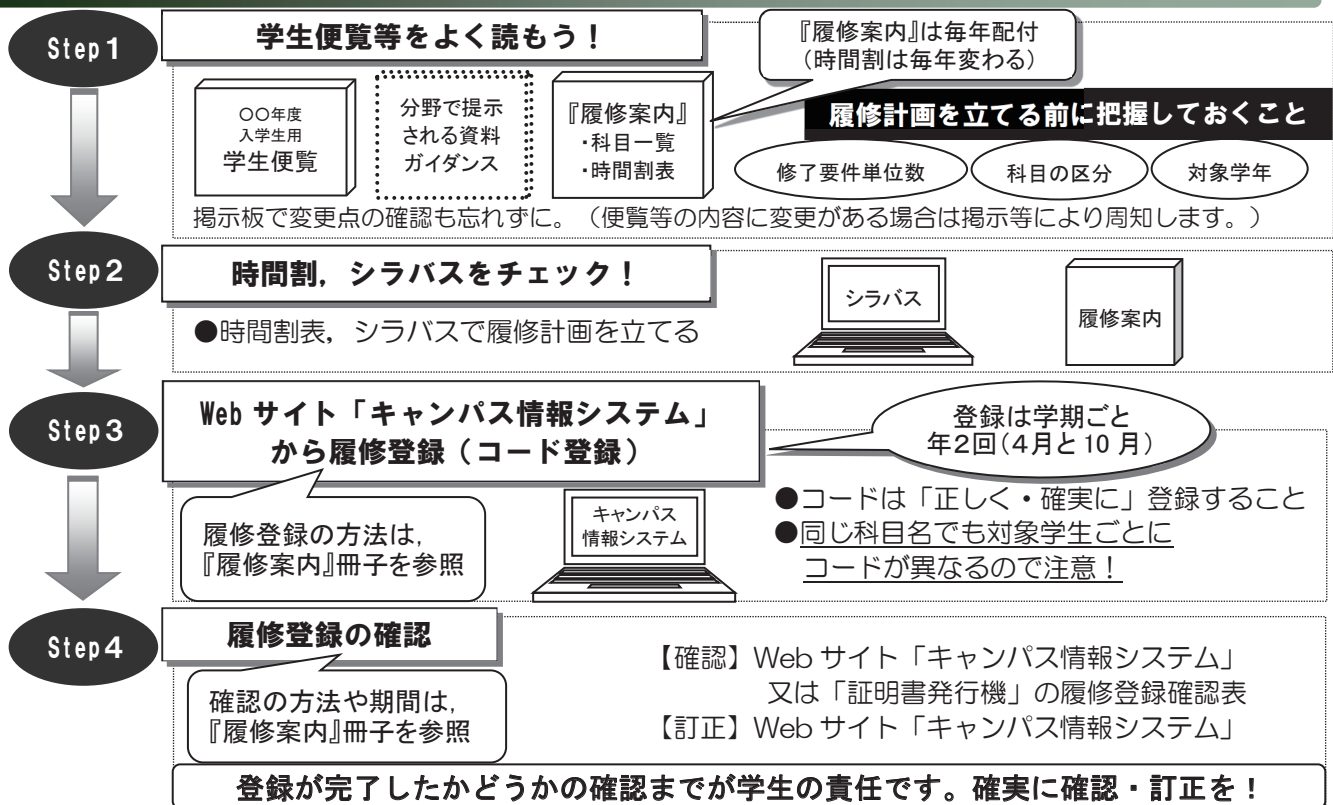 Step1
学生便覧等をよく読もう！
『履修案内』は毎年配付
（時間割は毎年変わる）
〇〇年度
入学生用
学生便覧
分野で提示
される資料
ガイダンス
『履修案内』
・科目一覧
・時間割表
履修計画を立てる前に把握しておくこと
修了要件単位数
科目の区分
対象学年
掲示板で変更点の確認も忘れずに。（便覧等の内容に変更がある場合は掲示等により周知します。）
Step2
時間割，シラバスをチェック！
●時間割表，シラバスで履修計画を立てる
シラバス
履修案内
Step3
Web サイト「キャンパス情報システム」
から履修登録（コード登録）
登録は学期ごと
年2回（4月と10月）
履修登録の方法は，
『履修案内』冊子を参照
キャンパス
情報システム
●コードは「正しく・確実に」登録すること
●同じ科目名でも対象学生ごとに
コードが異なるので注意！
Step4
履修登録の確認
確認の方法や期間は，
『履修案内』冊子を参照
【確認】Web サイト「キャンパス情報システム」
又は「証明書発行機」の履修登録確認表
【訂正】Web サイト「キャンパス情報システム」
登録が完了したかどうかの確認までが学生の責任です。確実に確認・訂正を！